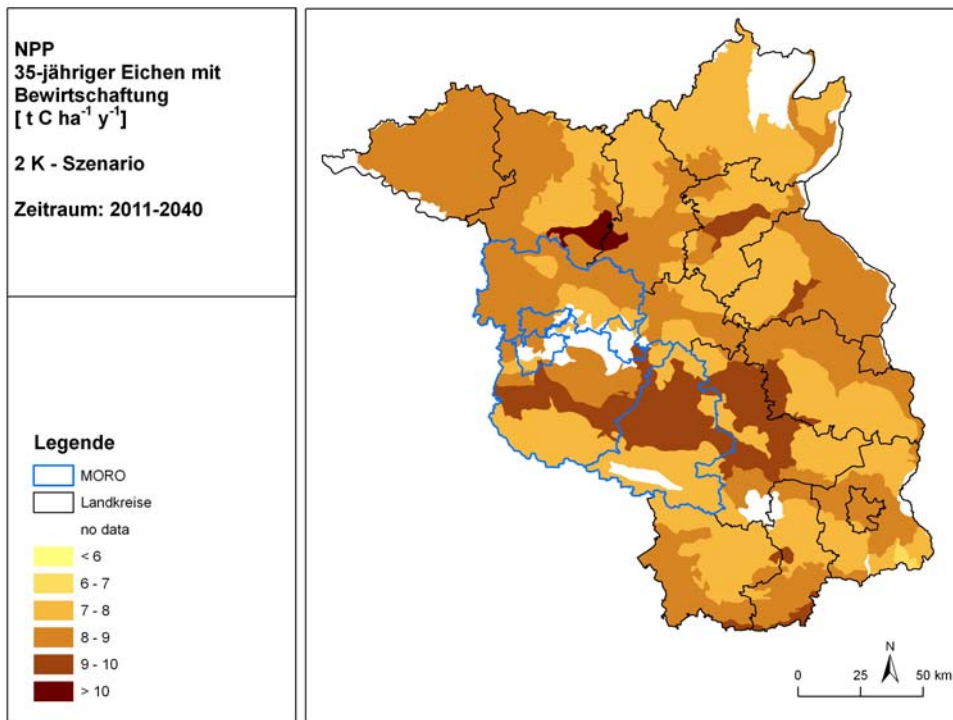 NPP
35-jähriger Eichen mit
Bewirtschaftung
[ t C ha⁻¹ y⁻¹]
2 K - Szenario
Zeitraum: 2011-2040
Legende
MORO
Landkreise
no data
< 6
6 - 7
7 - 8
8 - 9
9 - 10
> 10
N
0 25 50 km